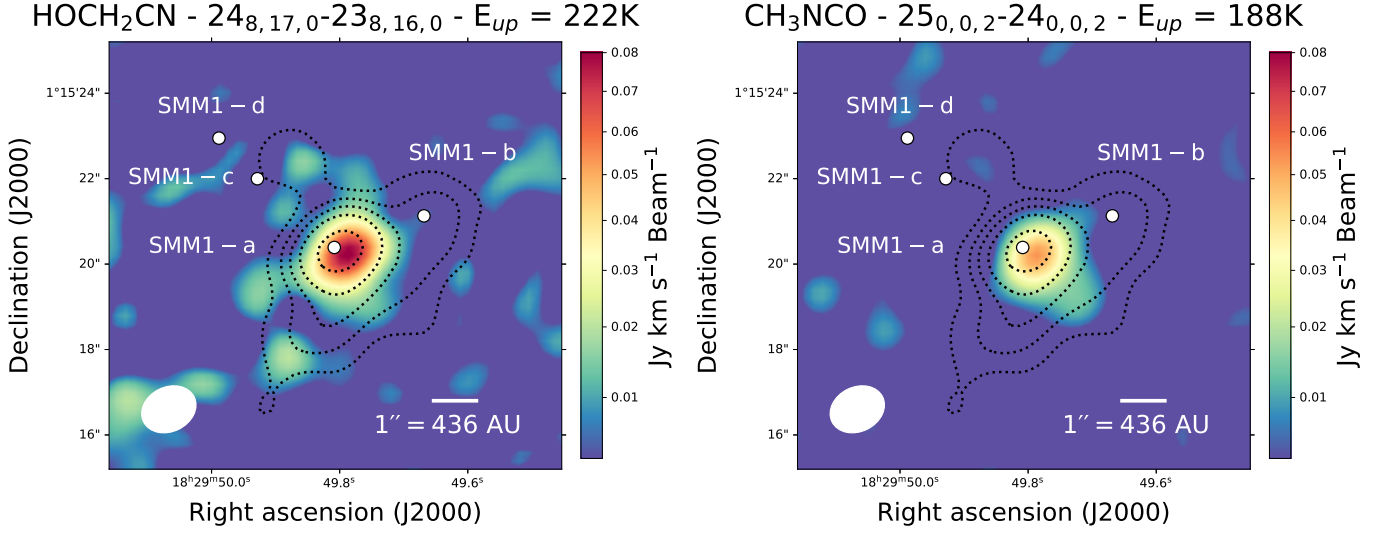 HOCH₂CN - 24₈,₁₇,₀-23₈,₁₆,₀ - Eᵤₚ = 222K
1°15'24"
22"
20"
18"
16"
Declination (J2000)
SMM1 − d
SMM1 − c
SMM1 − b
SMM1 − a
1′′ = 436 AU
18ʰ29ᵐ50.0ˢ
49.8ˢ
49.6ˢ
Right ascension (J2000)
0.08
0.07
0.06
0.05
0.04
0.03
0.02
0.01
Jy km s⁻¹ Beam⁻¹
CH₃NCO - 25₀,₀,₂-24₀,₀,₂ - Eᵤₚ = 188K
1°15'24"
22"
20"
18"
16"
Declination (J2000)
SMM1 − d
SMM1 − c
SMM1 − b
SMM1 − a
1′′ = 436 AU
18ʰ29ᵐ50.0ˢ
49.8ˢ
49.6ˢ
Right ascension (J2000)
0.08
0.07
0.06
0.05
0.04
0.03
0.02
0.01
Jy km s⁻¹ Beam⁻¹